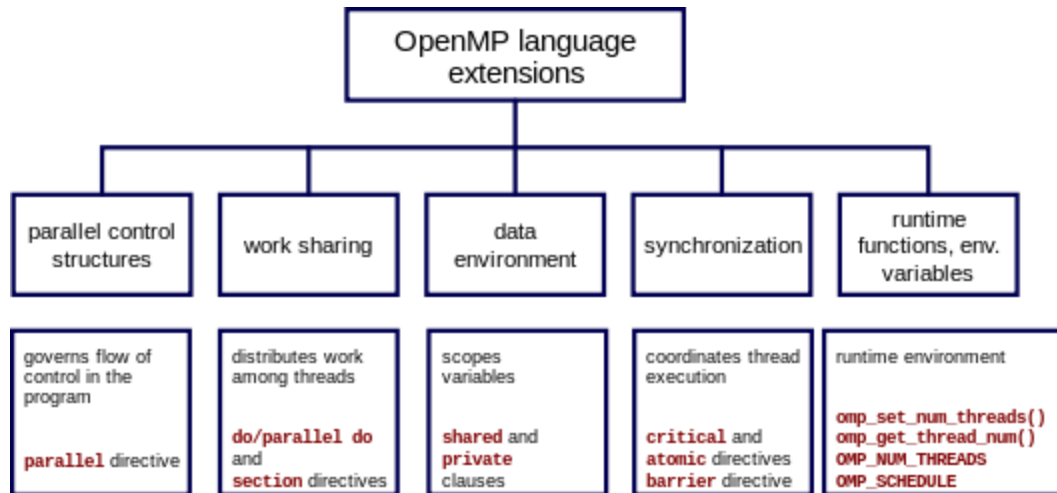 OpenMP language
extensions
parallel control
structures
work sharing
data
environment
synchronization
runtime
functions, env.
variables
governs flow of
control in the
program
parallel directive
distributes work
among threads
do/parallel do
and
section directives
scopes
variables
shared and
private
clauses
coordinates thread
execution
critical and
atomic directives
barrier directive
runtime environment
omp_set_num_threads()
omp_get_thread_num()
OMP_NUM_THREADS
OMP_SCHEDULE